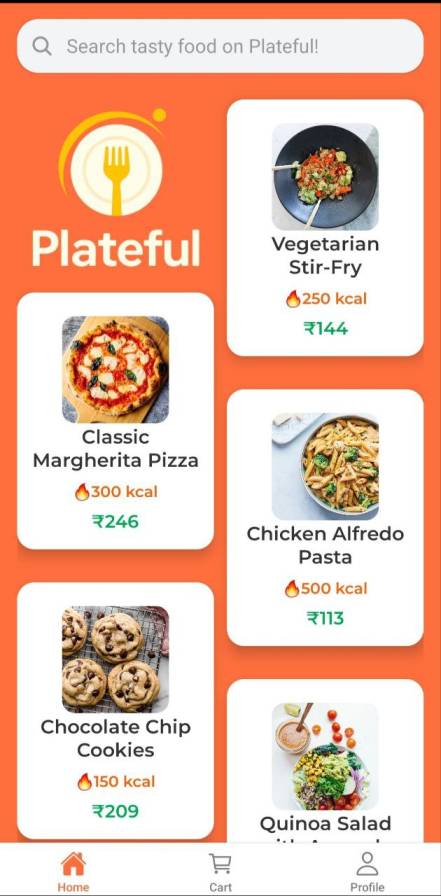 Search tasty food on Plateful!
Plateful
Vegetarian
Stir-Fry
🔥250 kcal
₹144
Classic
Margherita Pizza
🔥300 kcal
₹246
Chicken Alfredo
Pasta
🔥500 kcal
₹113
Chocolate Chip
Cookies
🔥150 kcal
₹209
Quinoa Salad
Home
Cart
Profile